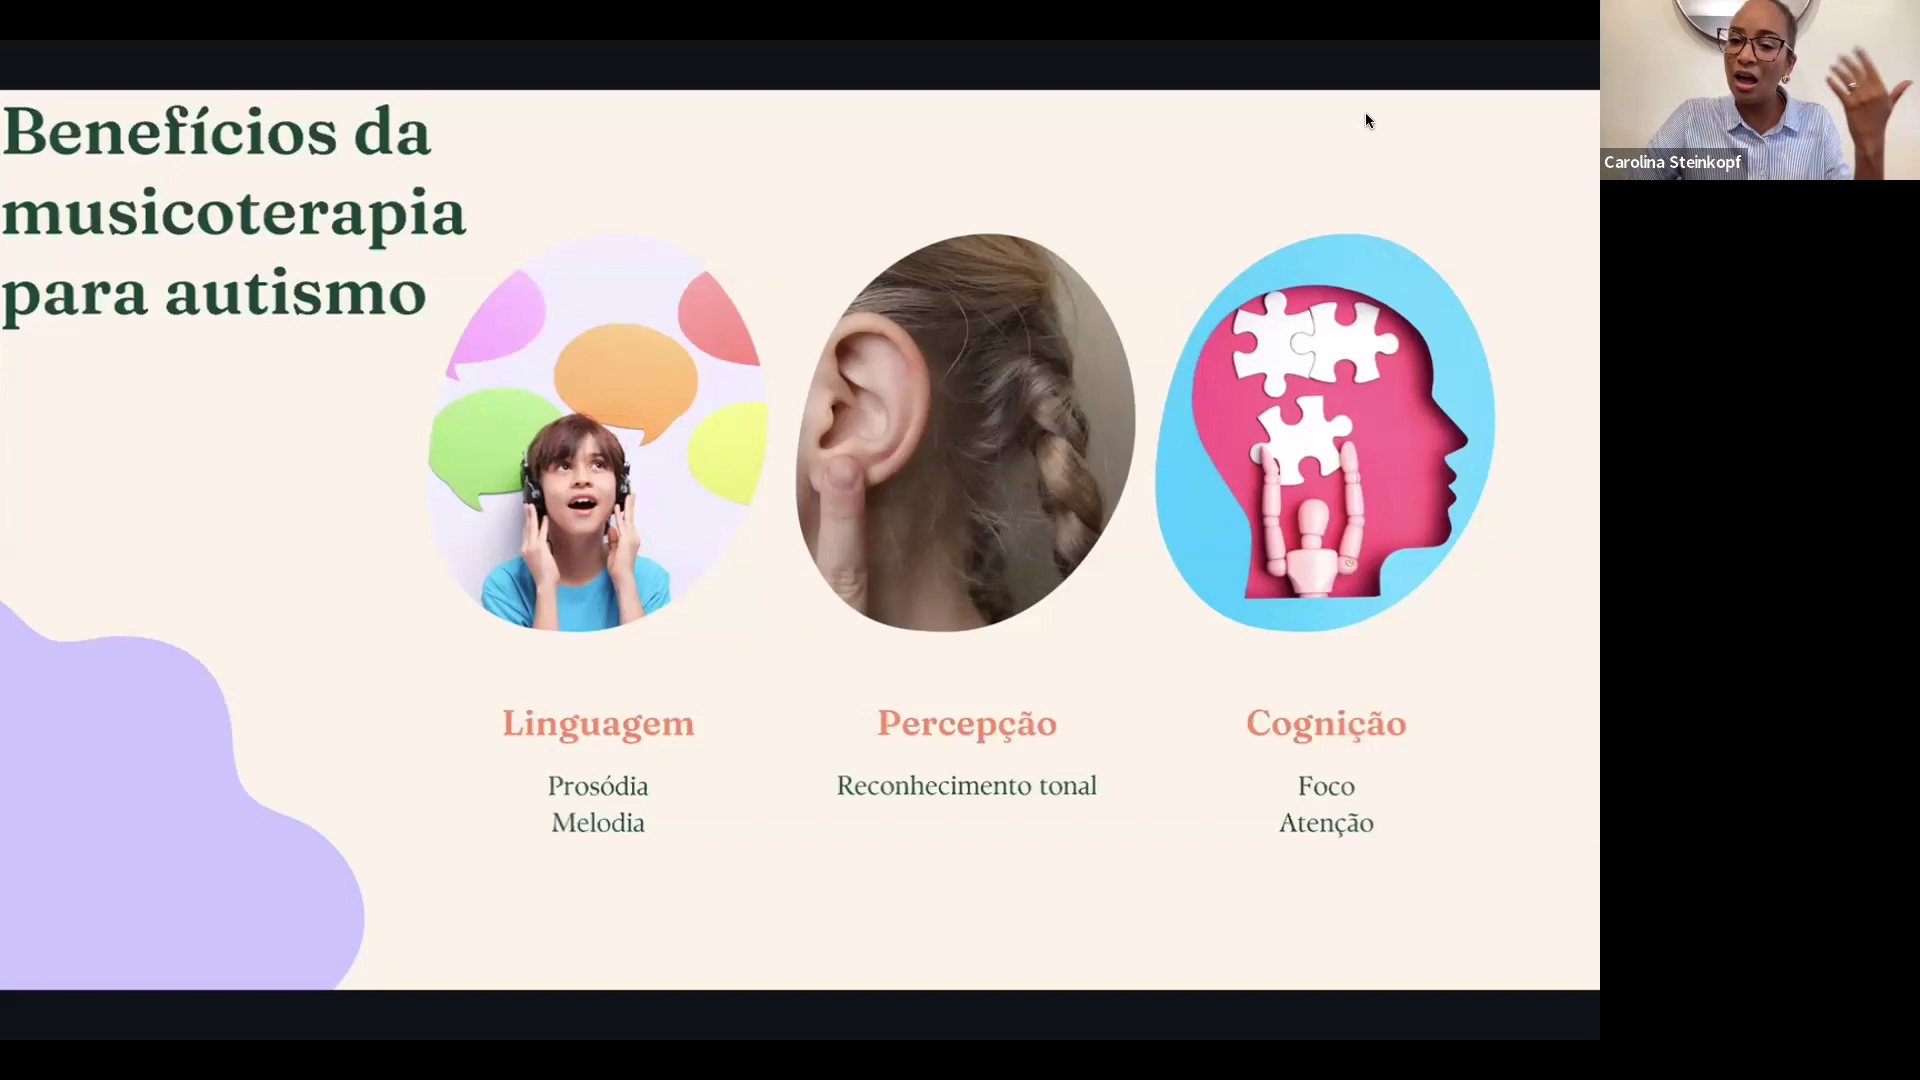 Benefícios da
musicoterapia
para autismo
Linguagem
Prosódia
Melodia
Percepção
Reconhecimento tonal
Cognição
Foco
Atenção
Carolina Steinkopf